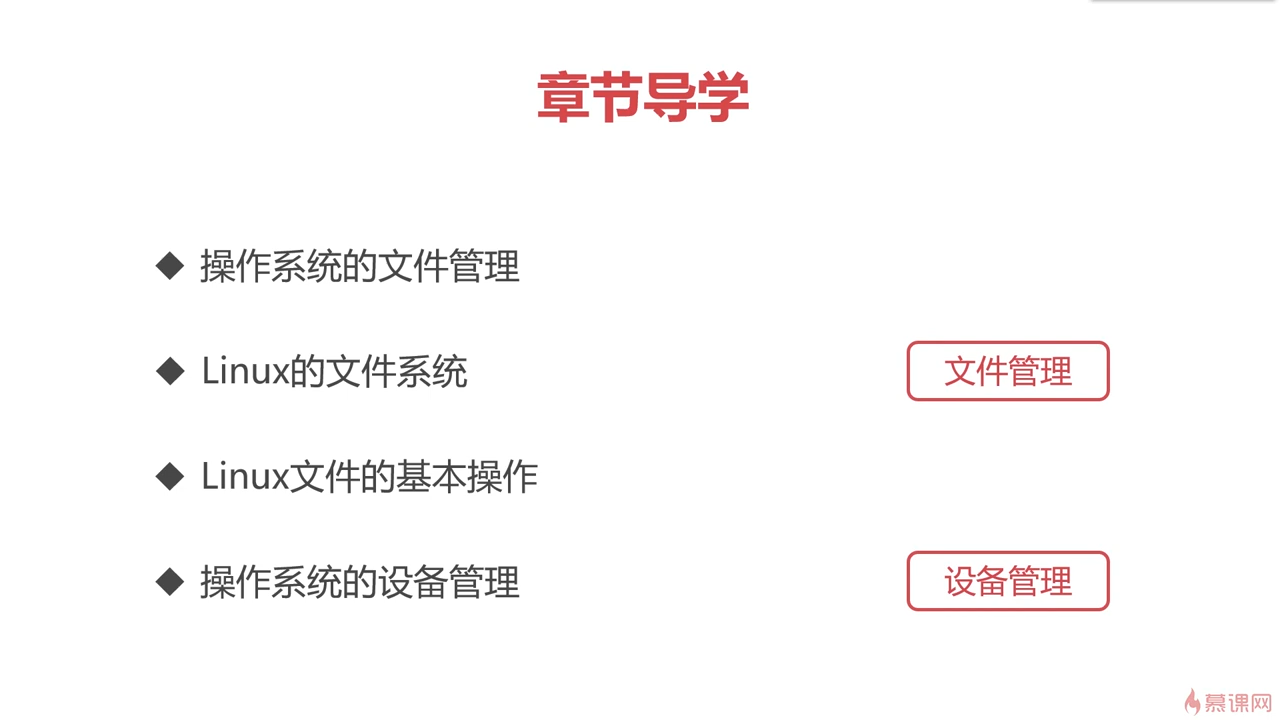 章节导学
操作系统的文件管理
Linux的文件系统
文件管理
Linux文件的基本操作
操作系统的设备管理
设备管理
慕课网